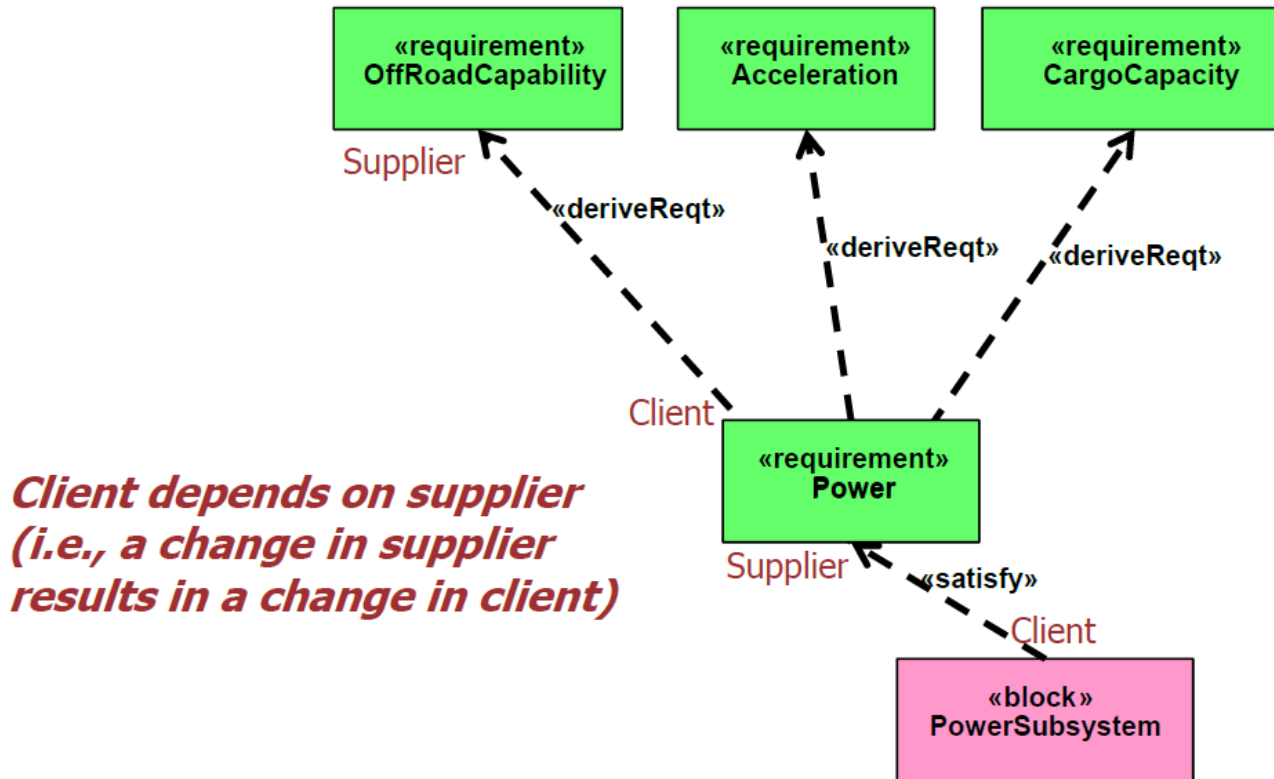 «requirement»
OffRoadCapability
«requirement»
Acceleration
«requirement»
CargoCapacity
Supplier
«deriveReqt»
«deriveReqt»
«deriveReqt»
Client
«requirement»
Power
Client depends on supplier
(i.e., a change in supplier
results in a change in client)
Supplier
«satisfy»
Client
«block»
PowerSubsystem